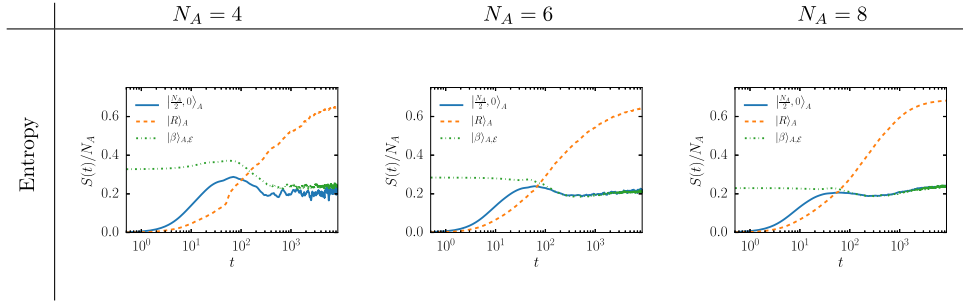 N_A = 4 N_A = 6 N_A = 8
Entropy
S(t)/N_A
0.6
0.4
0.2
0.0
|N_A/2, 0⟩_A
|R⟩_A
|β⟩_{A,ℰ}
10^0 10^1 10^2 10^3
t
S(t)/N_A
0.6
0.4
0.2
0.0
|N_A/2, 0⟩_A
|R⟩_A
|β⟩_{A,ℰ}
10^0 10^1 10^2 10^3
t
S(t)/N_A
0.6
0.4
0.2
0.0
|N_A/2, 0⟩_A
|R⟩_A
|β⟩_{A,ℰ}
10^0 10^1 10^2 10^3
t